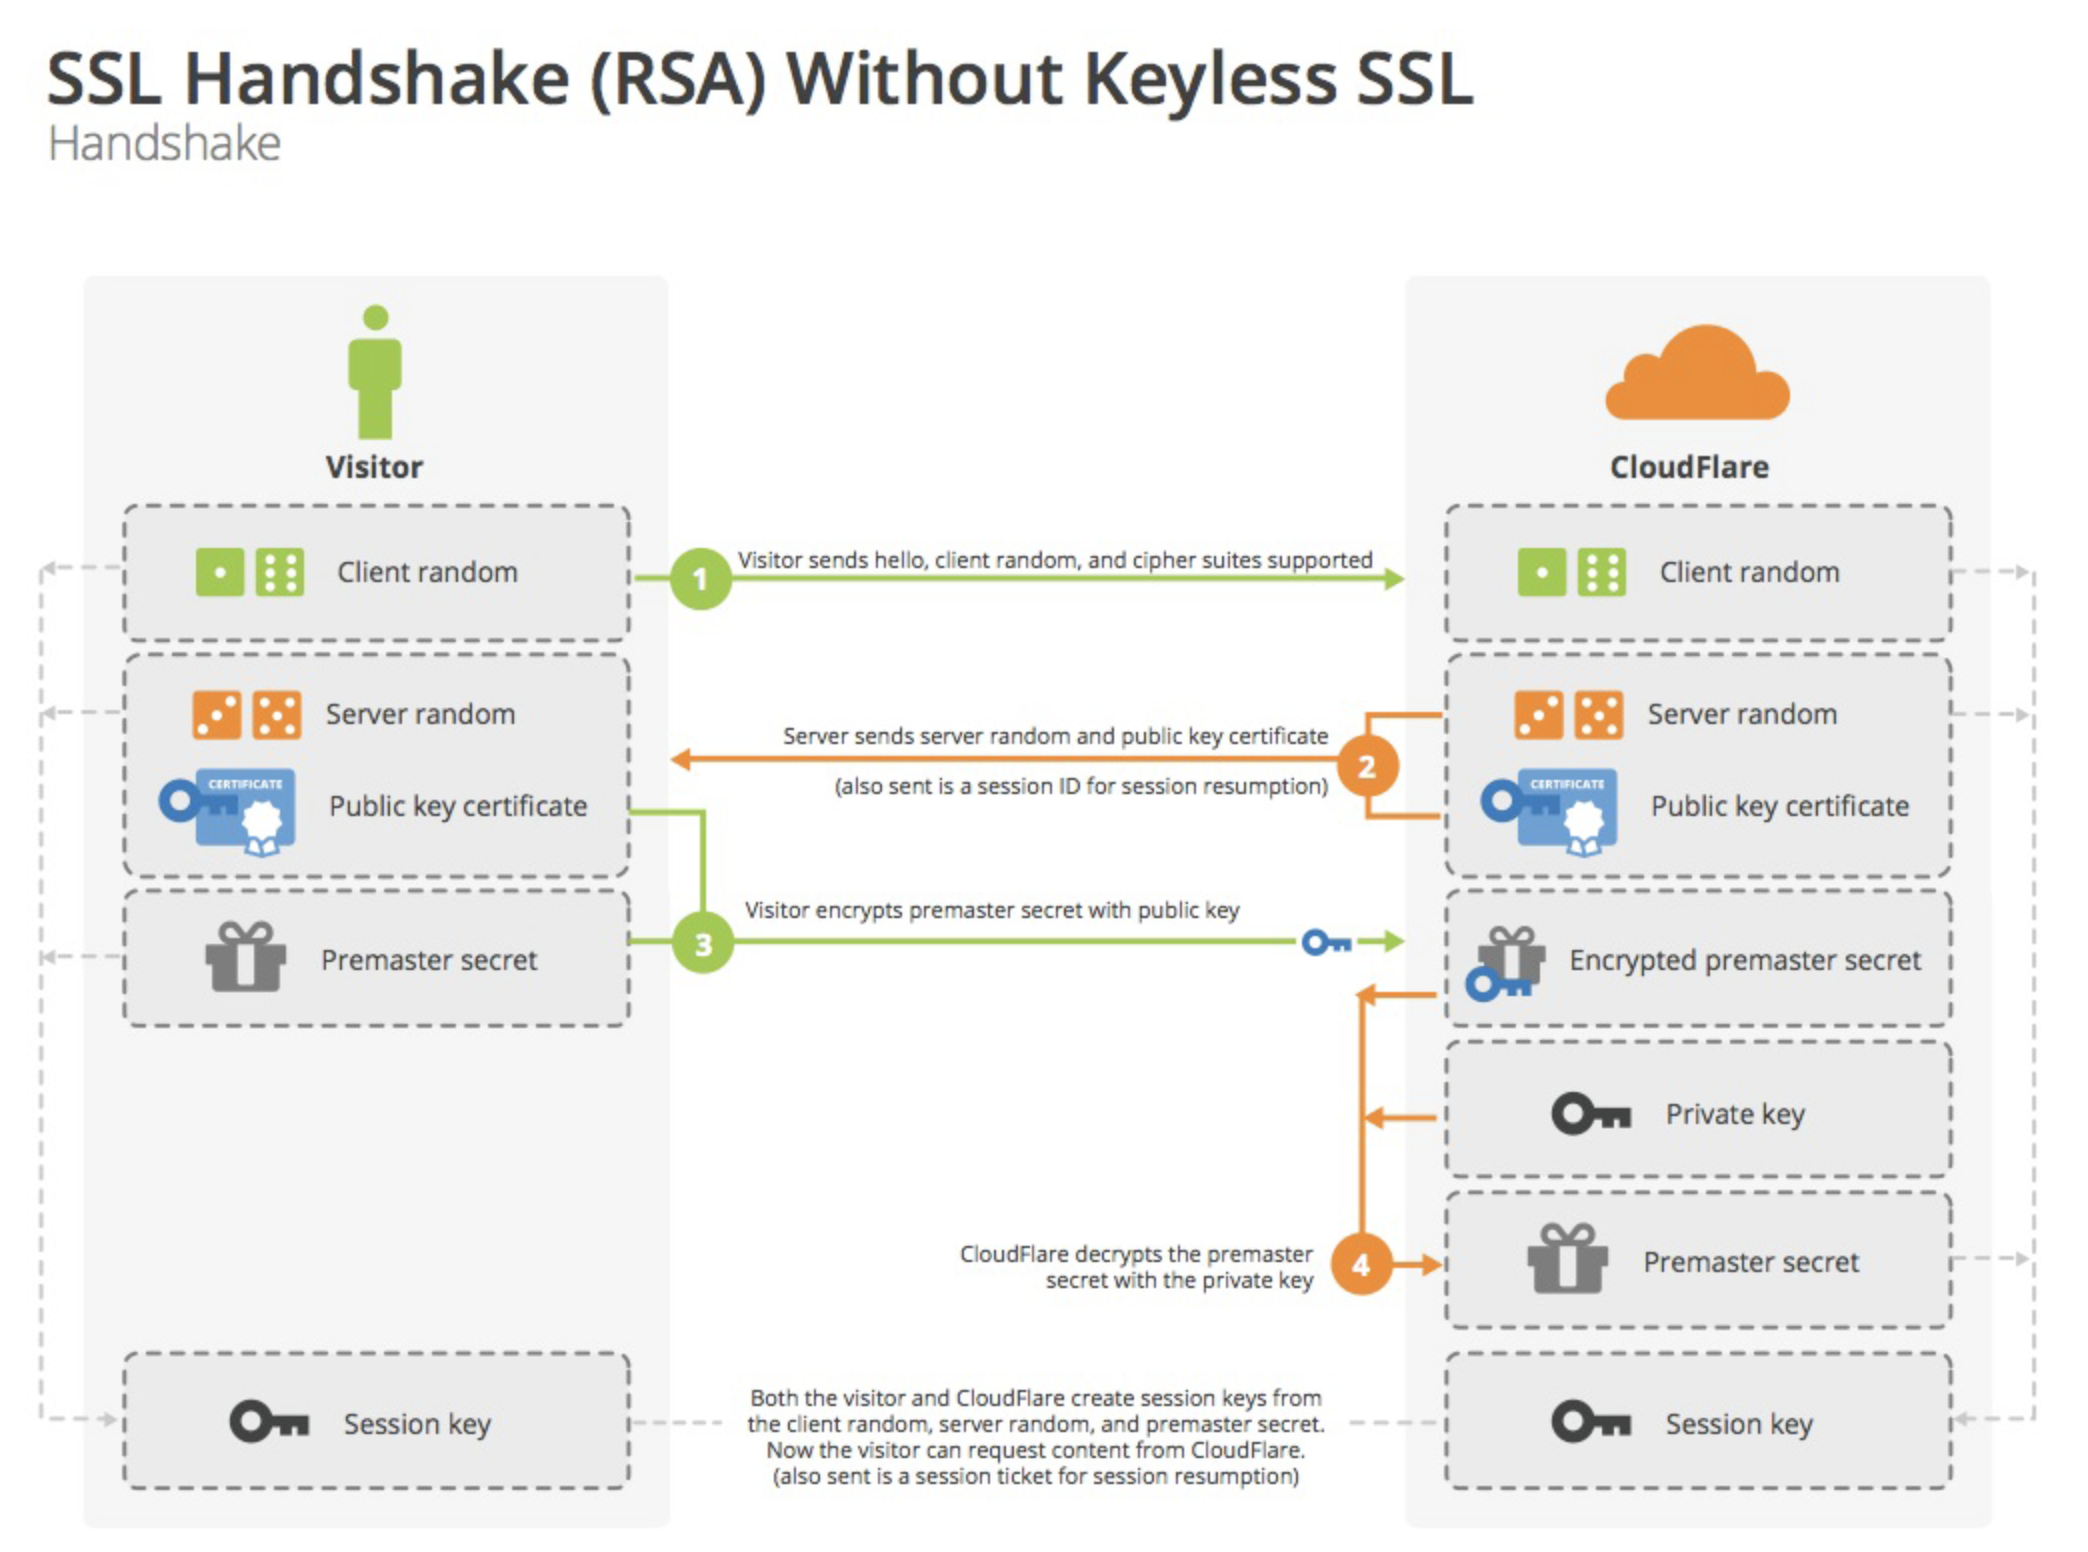 SSL Handshake (RSA) Without Keyless SSL
Handshake
Visitor
CloudFlare
Client random
1
Visitor sends hello, client random, and cipher suites supported
Client random
Server random
Server sends server random and public key certificate
2
(also sent is a session ID for session resumption)
Server random
CERTIFICATE
Public key certificate
CERTIFICATE
Public key certificate
Premaster secret
3
Visitor encrypts premaster secret with public key
Encrypted premaster secret
Private key
CloudFlare decrypts the premaster
secret with the private key
4
Premaster secret
Session key
Both the visitor and CloudFlare create session keys from
the client random, server random, and premaster secret.
Now the visitor can request content from CloudFlare.
(also sent is a session ticket for session resumption)
Session key